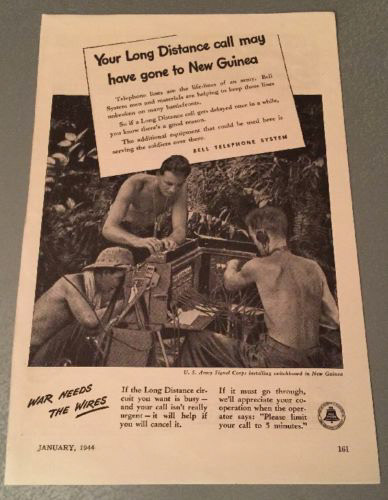 Your Long Distance call may
have gone to New Guinea
Telephone lines are the life-lines of an army. Bell
System men and materials are helping to keep those lines
unbroken on many battlefronts.
So if a Long Distance call gets delayed once in a while,
you know there's a good reason.
The additional equipment that could be used here is
serving the soldiers over there.
BELL TELEPHONE SYSTEM
U. S. Army Signal Corps installing switchboard in New Guinea
WAR NEEDS
THE WIRES
If the Long Distance cir-
cuit you want is busy—
and your call isn't really
urgent—it will help if
you will cancel it.
If it must go through,
we'll appreciate your co-
operation when the oper-
ator says: "Please limit
your call to 5 minutes."
JANUARY, 1944
161